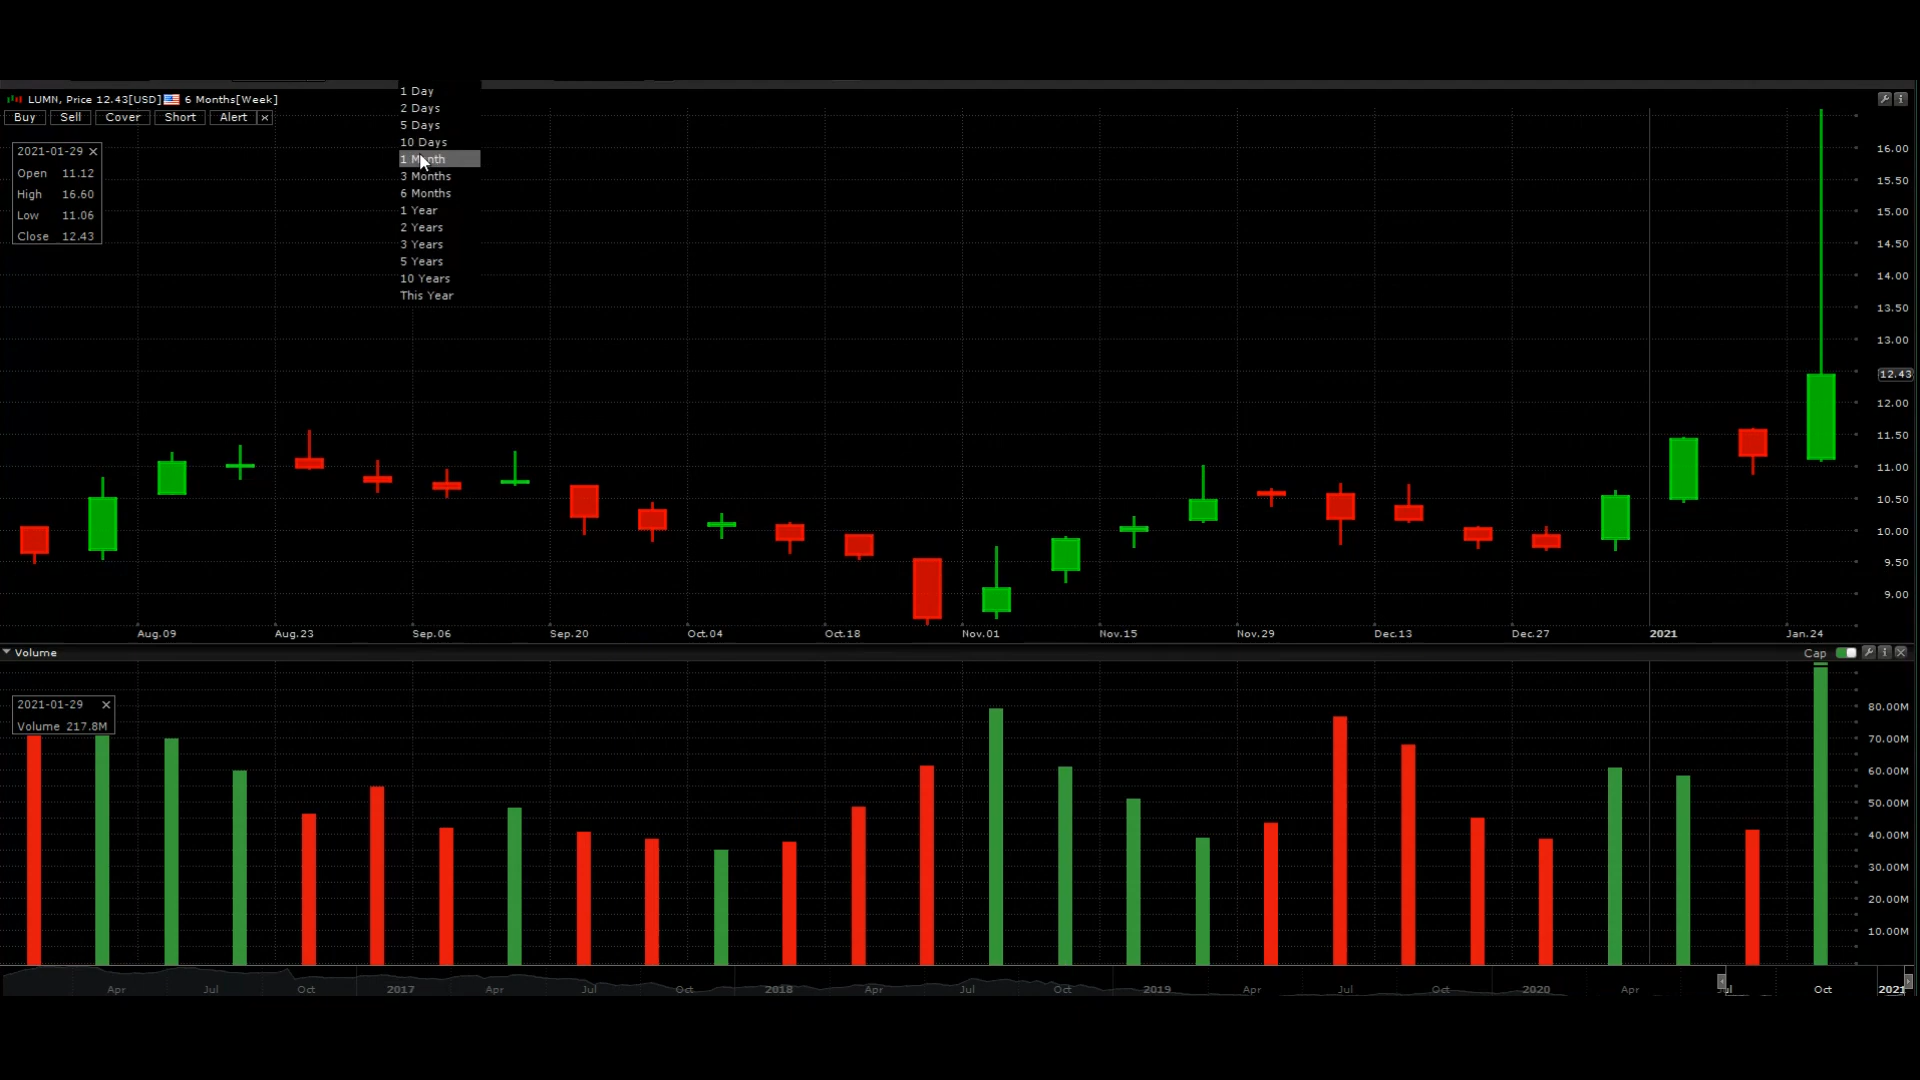 LUMN, Price 12.43[USD] 6 Months[Week]
Buy Sell Cover Short Alert ×
2021-01-29 ×
Open 11.12
High 16.60
Low 11.06
Close 12.43
1 Day
2 Days
5 Days
10 Days
1 Month
3 Months
6 Months
1 Year
2 Years
3 Years
5 Years
10 Years
This Year
16.00
15.50
15.00
14.50
14.00
13.50
13.00
12.43
12.00
11.50
11.00
10.50
10.00
9.50
9.00
Aug.09 Aug.23 Sep.06 Sep.20 Oct.04 Oct.18 Nov.01 Nov.15 Nov.29 Dec.13 Dec.27 2021 Jan.24
Volume Cap
2021-01-29 ×
Volume 217.8M
80.00M
70.00M
60.00M
50.00M
40.00M
30.00M
20.00M
10.00M
Apr Jul Oct 2017 Apr Jul Oct 2018 Apr Jul Oct 2019 Apr Jul Oct 2020 Apr Jul Oct 2021